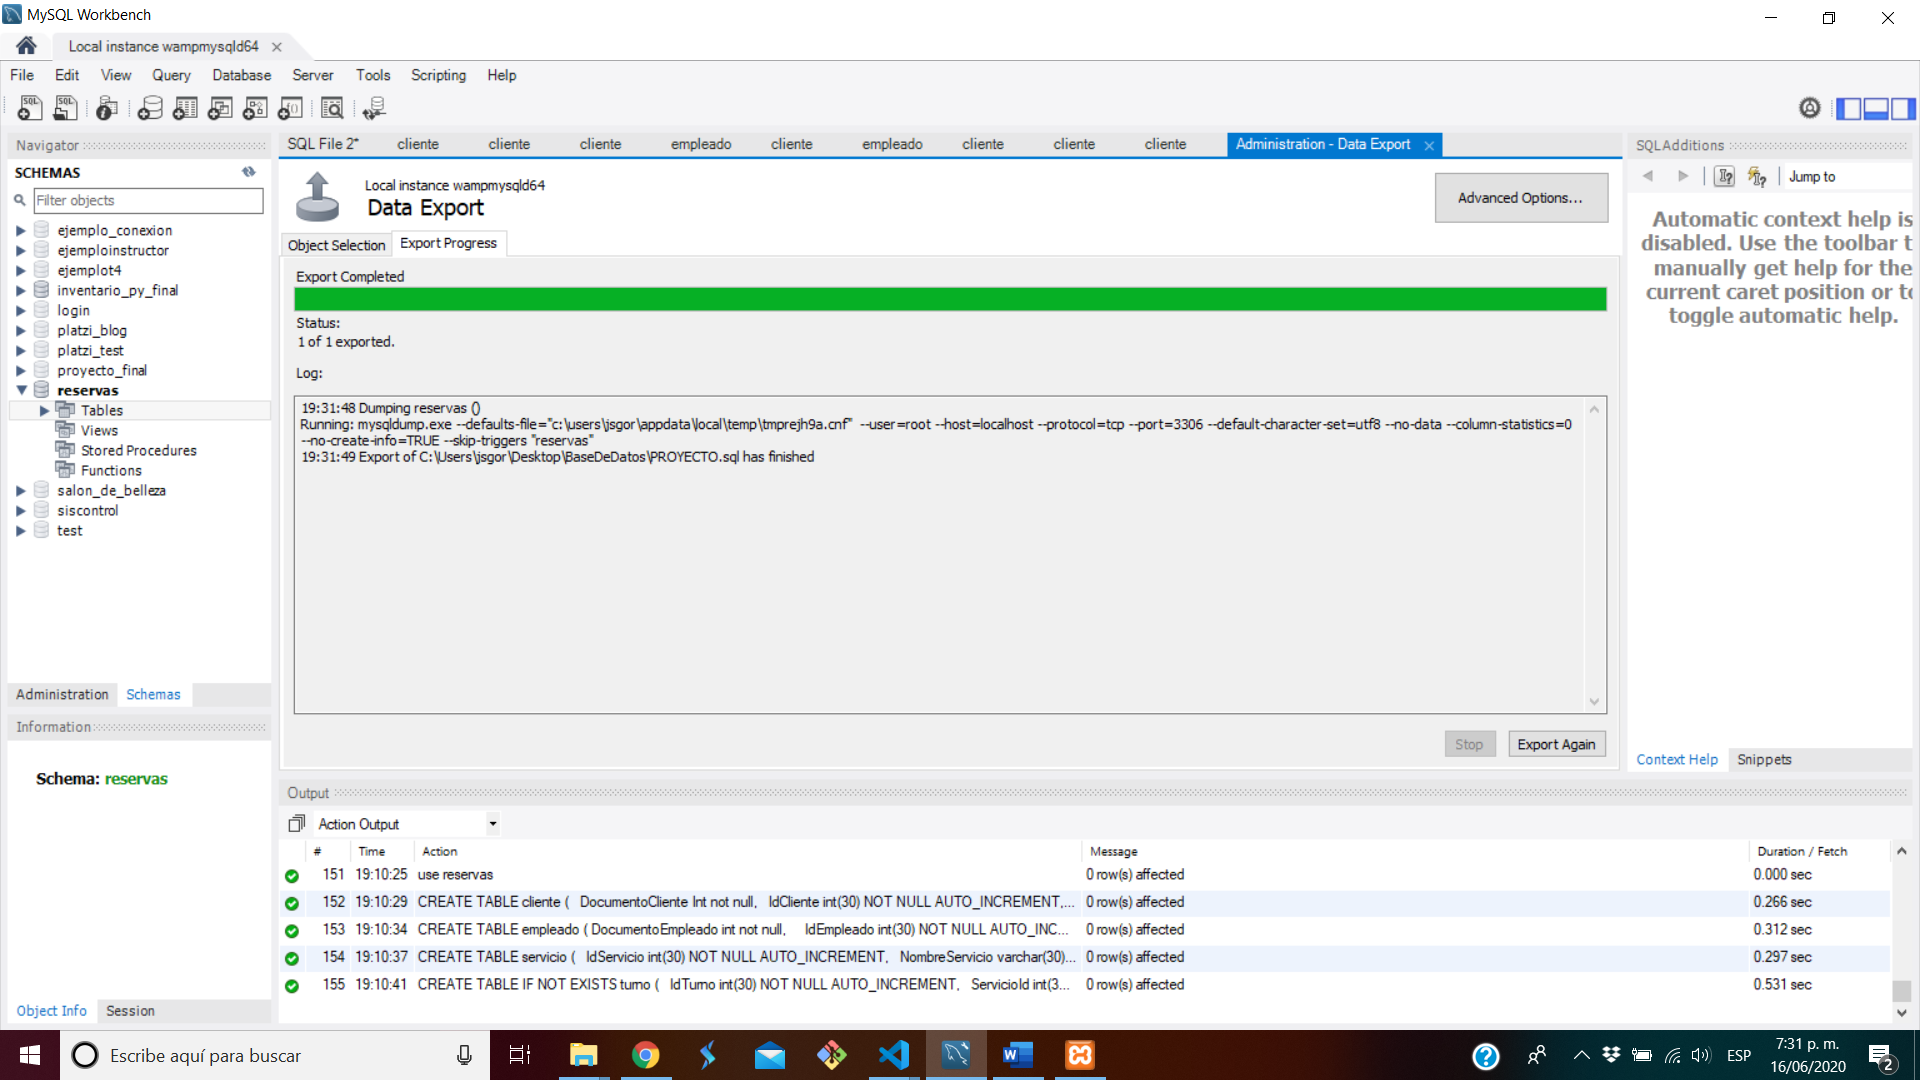 MySQL Workbench
Local instance wampmysqld64
File Edit View Query Database Server Tools Scripting Help
Navigator
SCHEMAS
Filter objects
ejemplo_conexion
ejemploinstructor
ejemplot4
inventario_py_final
login
platzi_blog
platzi_test
proyecto_final
reservas
Tables
Views
Stored Procedures
Functions
salon_de_belleza
siscontrol
test
Administration Schemas
Information
Schema: reservas
Object Info Session
SQL File 2* cliente cliente cliente empleado cliente empleado cliente cliente cliente Administration - Data Export
Local instance wampmysqld64
Data Export
Advanced Options...
Object Selection Export Progress
Export Completed
Status:
1 of 1 exported.
Log:
19:31:48 Dumping reservas ()
Running: mysqldump.exe --defaults-file="c:\users\jsgor\appdata\local\temp\tmprejh9a.cnf" --user=root --host=localhost --protocol=tcp --port=3306 --default-character-set=utf8 --no-data --column-statistics=0
--no-create-info=TRUE --skip-triggers "reservas"
19:31:49 Export of C:\Users\jsgor\Desktop\BaseDeDatos\PROYECTO.sql has finished
Stop Export Again
SQLAdditions
Jump to
Automatic context help is
disabled. Use the toolbar t
manually get help for the
current caret position or to
toggle automatic help.
Context Help Snippets
Output
Action Output
# Time Action Message Duration / Fetch
151 19:10:25 use reservas 0 row(s) affected 0.000 sec
152 19:10:29 CREATE TABLE cliente ( DocumentoCliente Int not null, IdCliente int(30) NOT NULL AUTO_INCREMENT,... 0 row(s) affected 0.266 sec
153 19:10:34 CREATE TABLE empleado ( DocumentoEmpleado int not null, IdEmpleado int(30) NOT NULL AUTO_INC... 0 row(s) affected 0.312 sec
154 19:10:37 CREATE TABLE servicio ( IdServicio int(30) NOT NULL AUTO_INCREMENT, NombreServicio varchar(30)... 0 row(s) affected 0.297 sec
155 19:10:41 CREATE TABLE IF NOT EXISTS turno ( IdTurno int(30) NOT NULL AUTO_INCREMENT, ServicioId int(3... 0 row(s) affected 0.531 sec
Escribe aquí para buscar
ESP
7:31 p. m.
16/06/2020
2